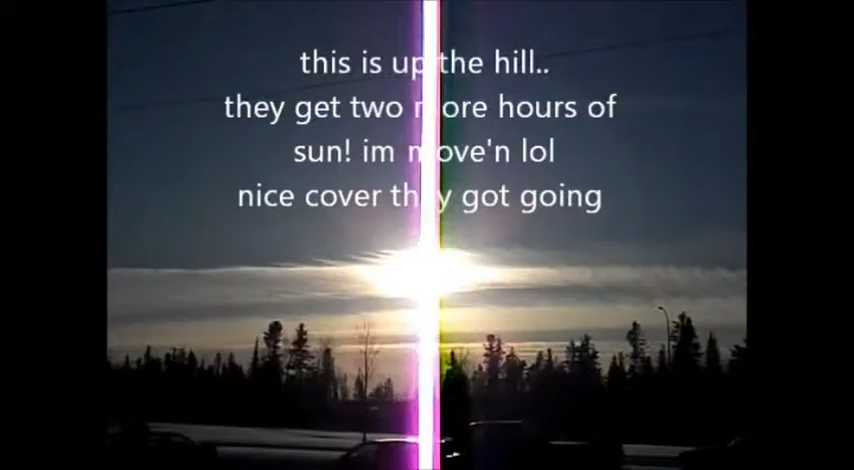 this is up the hill..
they get two more hours of
sun! im move'n lol
nice cover they got going